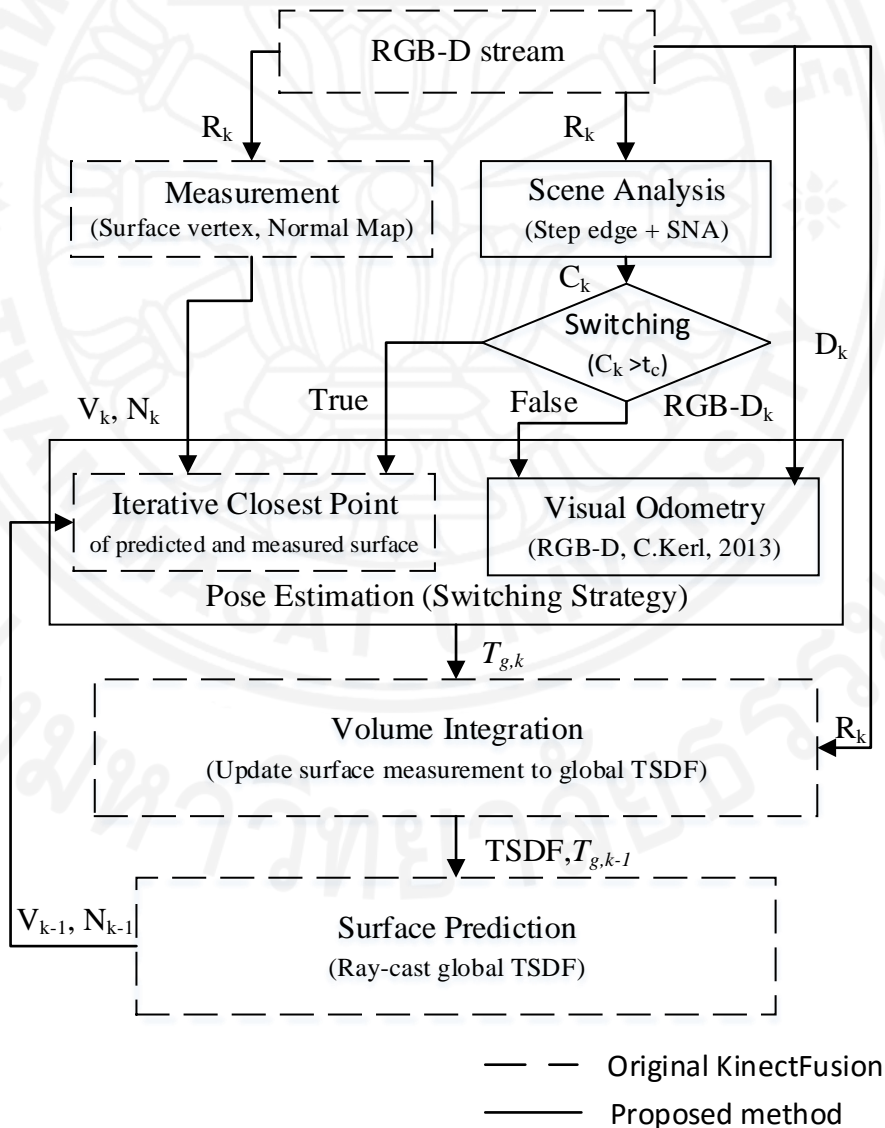 RGB-D stream
R_k
R_k
Measurement
(Surface vertex, Normal Map)
Scene Analysis
(Step edge + SNA)
C_k
Switching
(C_k >t_c)
D_k
True
False
RGB-D_k
V_k, N_k
Iterative Closest Point
of predicted and measured surface
Visual Odometry
(RGB-D, C.Kerl, 2013)
Pose Estimation (Switching Strategy)
T_g,k
Volume Integration
(Update surface measurement to global TSDF)
R_k
TSDF,T_g,k-1
V_k-1, N_k-1
Surface Prediction
(Ray-cast global TSDF)
Original KinectFusion
Proposed method